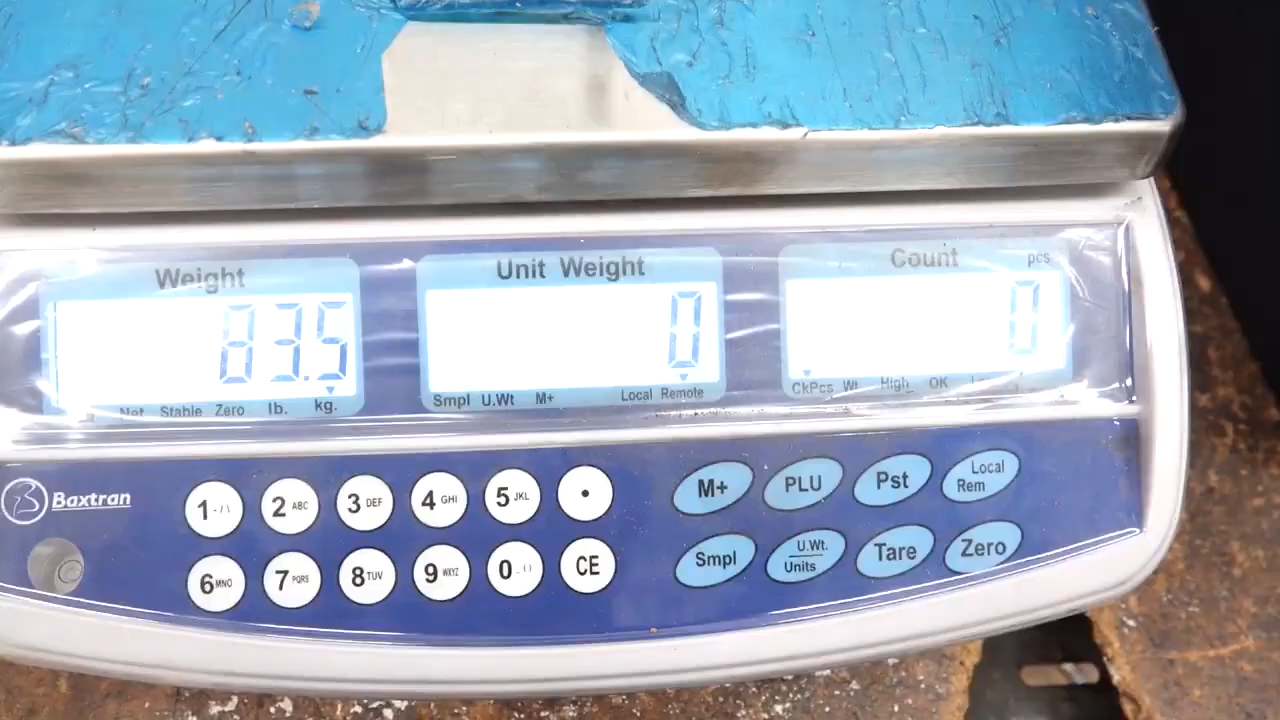 Weight
83.5
Net Stable Zero lb. kg.
Unit Weight
0
Smpl U.Wt M+ Local Remote
Count pcs
0
CkPcs Wt High OK
Baxtran
1 -/\ 2 ABC 3 DEF 4 GHI 5 JKL •
6 MNO 7 PQRS 8 TUV 9 WXYZ 0 _() CE
M+ PLU Pst Local Rem
Smpl U.Wt. Units Tare Zero